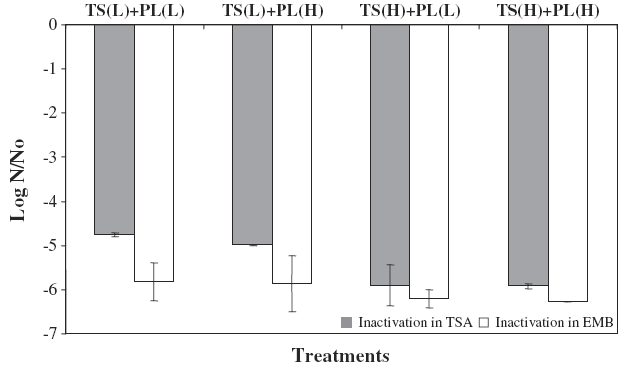 TS(L)+PL(L) TS(L)+PL(H) TS(H)+PL(L) TS(H)+PL(H)
0
-1
-2
-3
-4
-5
-6
-7
Log N/No
Inactivation in TSA Inactivation in EMB
Treatments